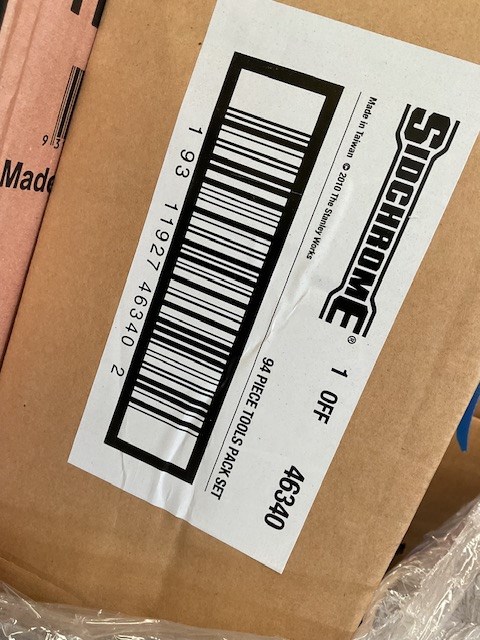 SIDCHROME® 1 OFF 46340
Made in Taiwan © 2010 The Stanley Works
94 PIECE TOOLS PACK SET
1 93 11927 46340 2
93
Made